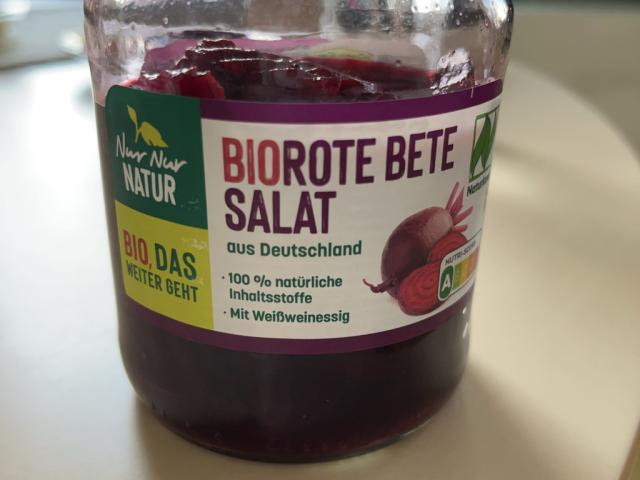 Nur Nur
NATUR
BIO, DAS
WEITER GEHT
BIOROTE BETE
SALAT
aus Deutschland
· 100 % natürliche
Inhaltsstoffe
· Mit Weißweinessig
NUTRI-SCORE
A